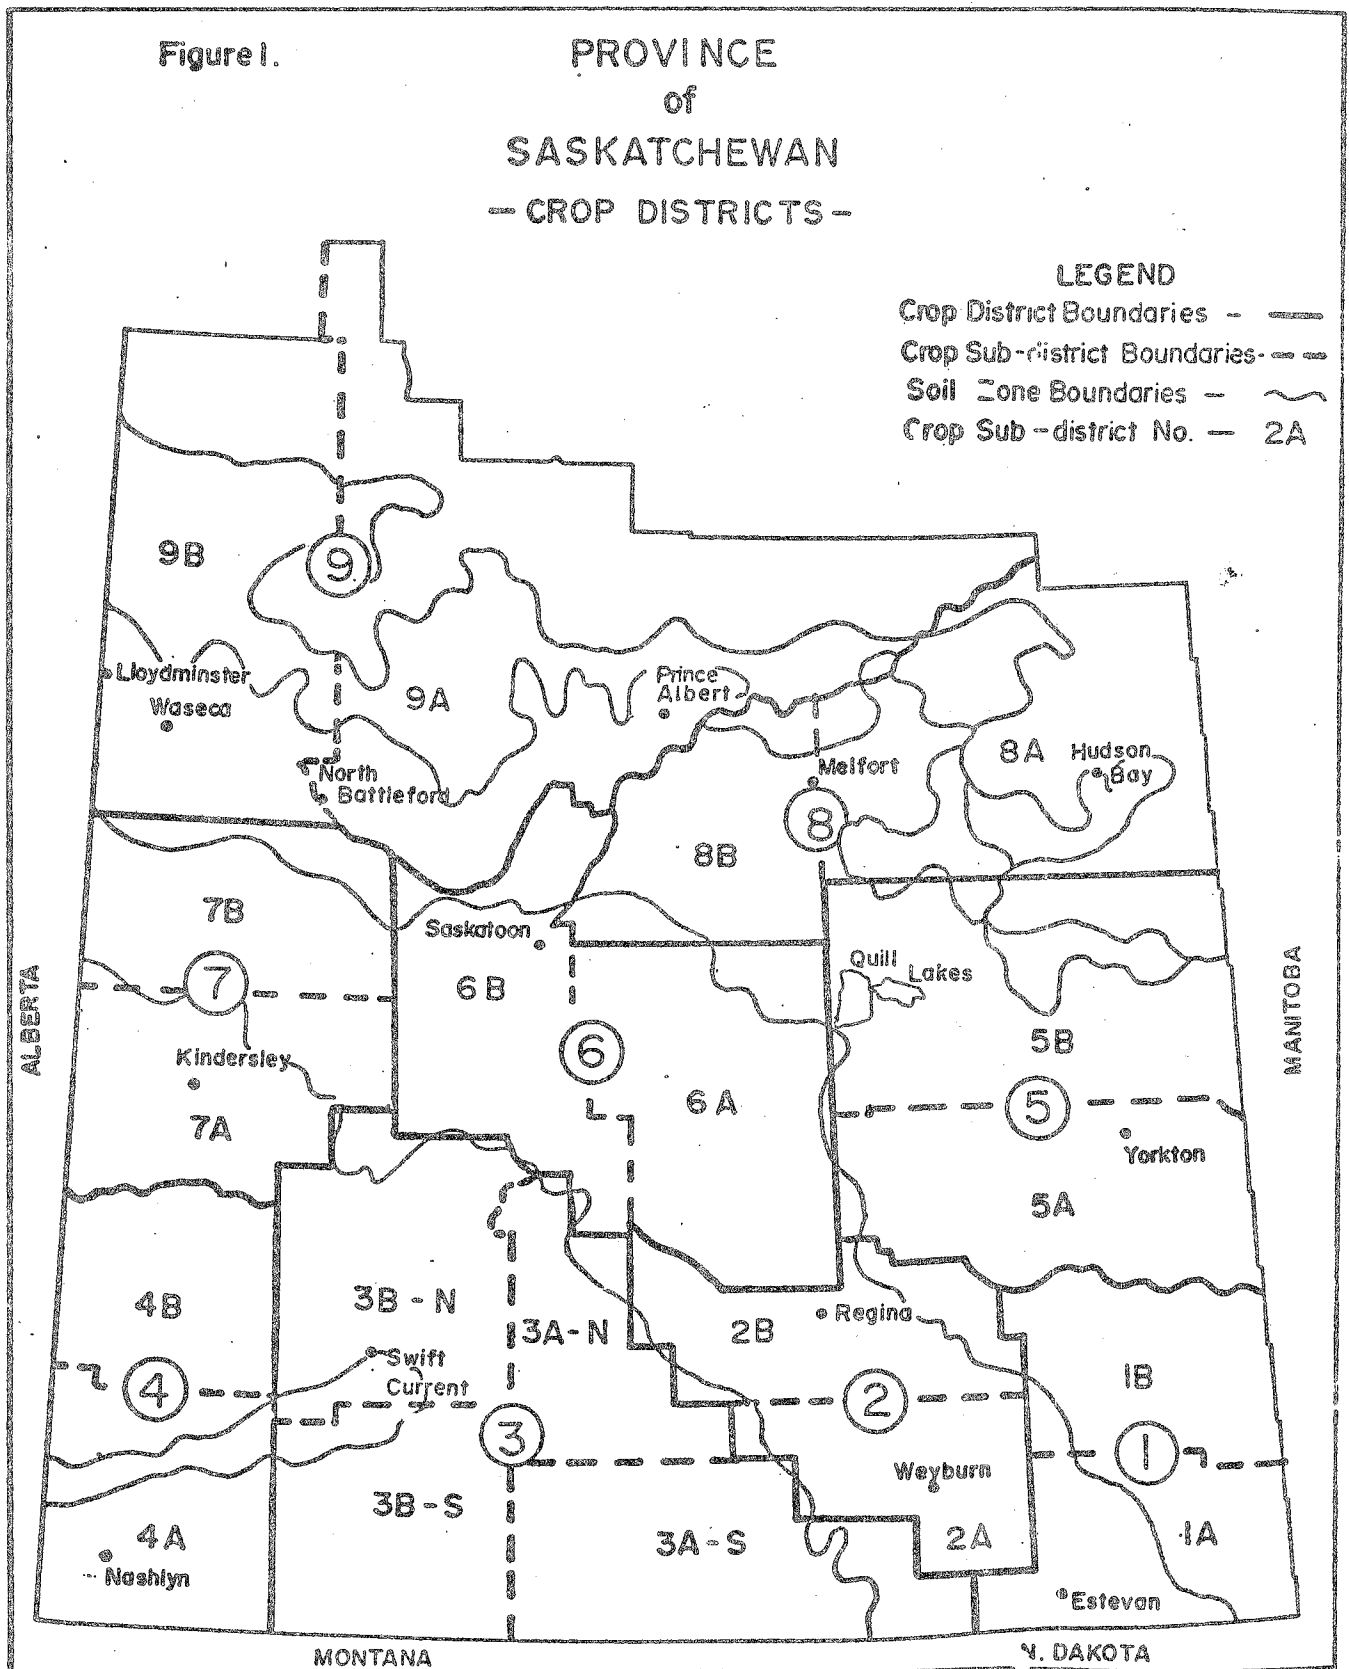 Figure 1.
PROVINCE
of
SASKATCHEWAN
— CROP DISTRICTS —
LEGEND
Crop District Boundaries –
Crop Sub-district Boundaries-
Soil Zone Boundaries –
Crop Sub-district No. — 2A
9B
9
Lloydminster
Waseca
9A
Prince
Albert
North
Battleford
Melfort
8A
Hudson
Bay
8
8B
7B
Saskatoon
7
6B
Quill
Lakes
ALBERTA
MANITOBA
Kindersley
6
5B
6A
5
7A
Yorkton
5A
4B
3B-N
3A-N
2B
Regina
Swift
Current
4
2
1B
3
1
Weyburn
3B-S
4A
3A-S
2A
1A
Nashlyn
Estevan
MONTANA
N. DAKOTA